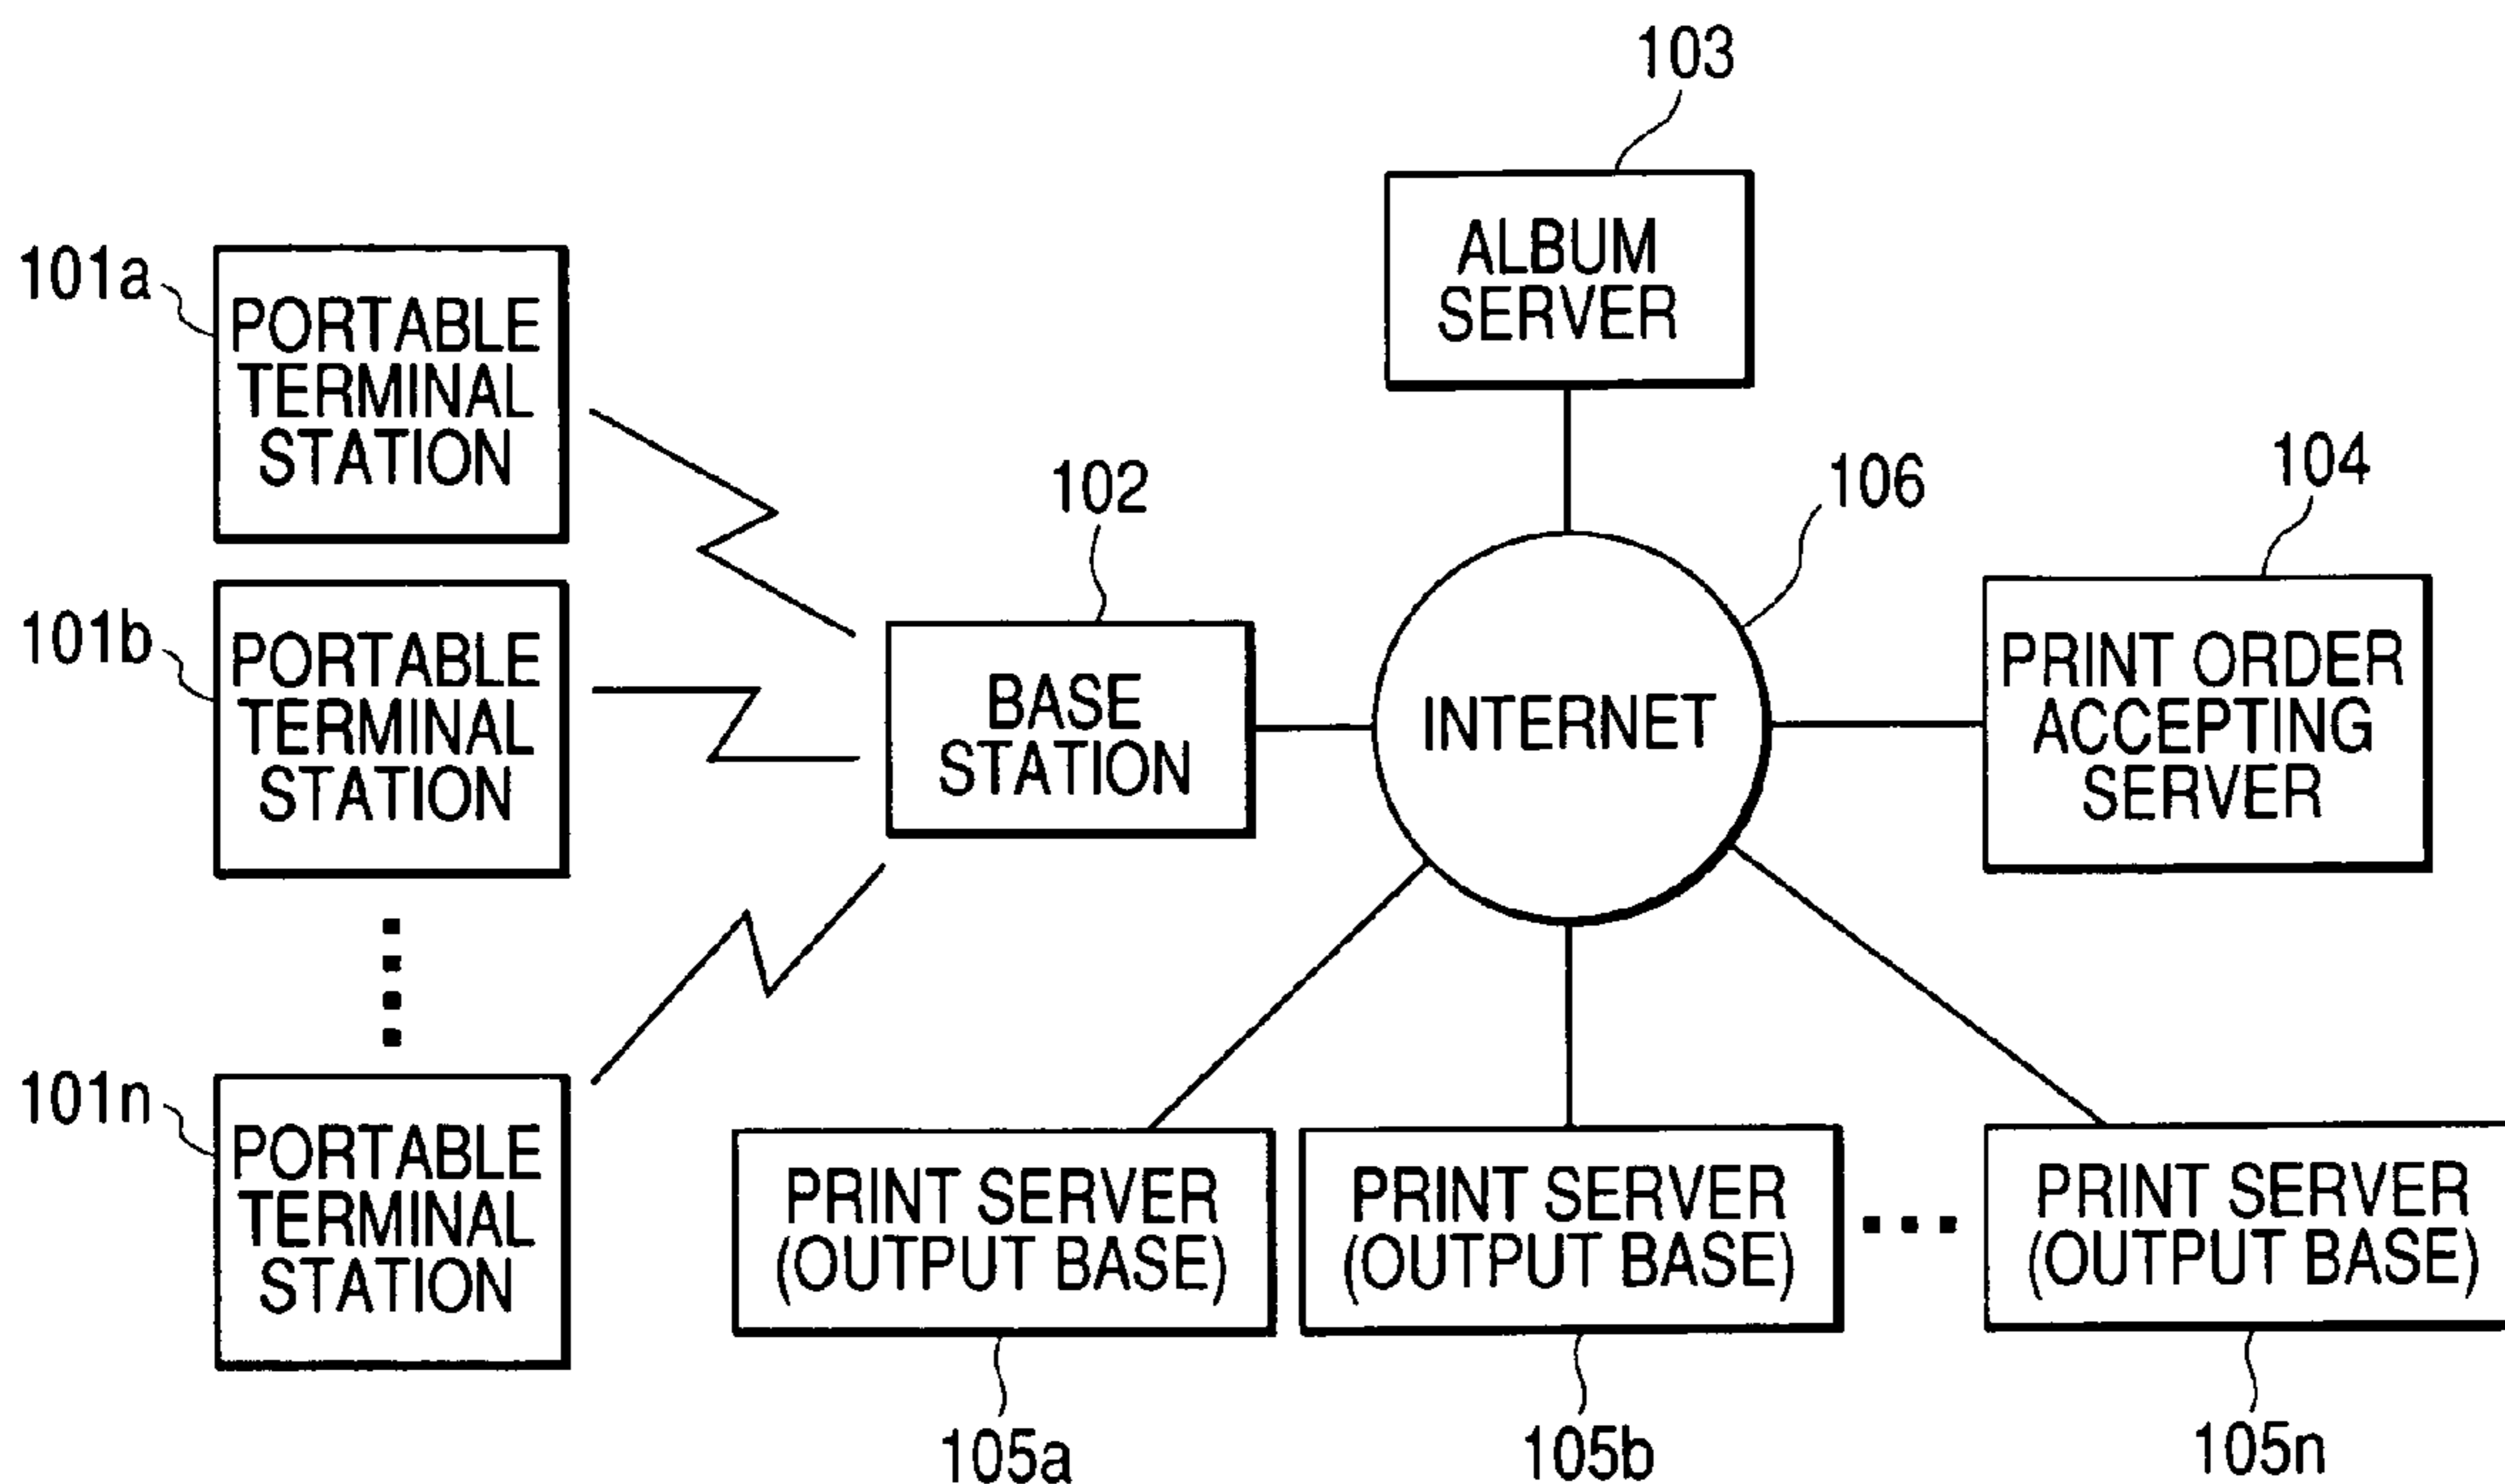 103
ALBUM
SERVER
101a
PORTABLE
TERMINAL
STATION
102
106
104
101b
PORTABLE
TERMINAL
STATION
BASE
STATION
INTERNET
PRINT ORDER
ACCEPTING
SERVER
101n
PORTABLE
TERMINAL
STATION
PRINT SERVER
(OUTPUT BASE)
PRINT SERVER
(OUTPUT BASE)
PRINT SERVER
(OUTPUT BASE)
105a
105b
105n